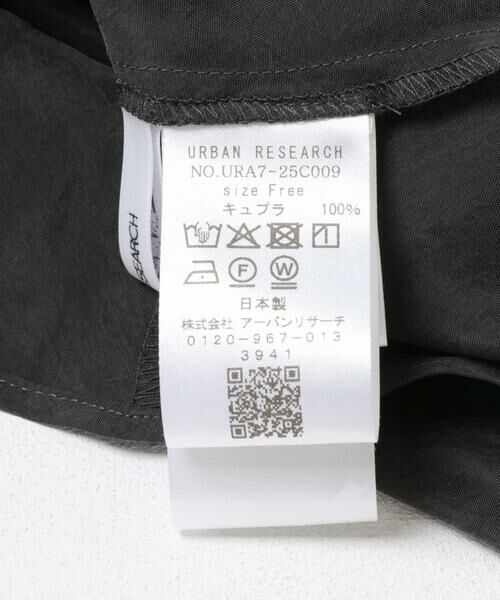 URBAN RESEARCH
NO.URA7-25C009
size Free
キュプラ 100%
F W
日本製
株式会社 アーバンリサーチ
0120-967-013
3941
SEARCH